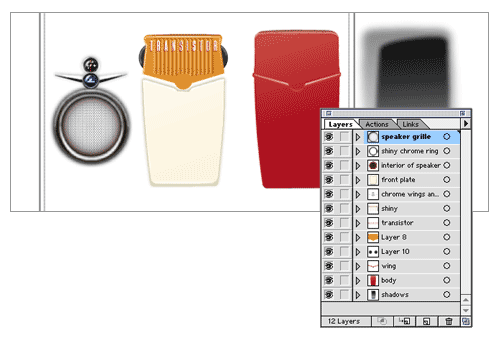 TRANSISTOR
Layers Actions Links
speaker grille
shiny chrome ring
interior of speaker
front plate
chrome wings an...
shiny
transistor
Layer 8
Layer 10
wing
body
shadows
12 Layers